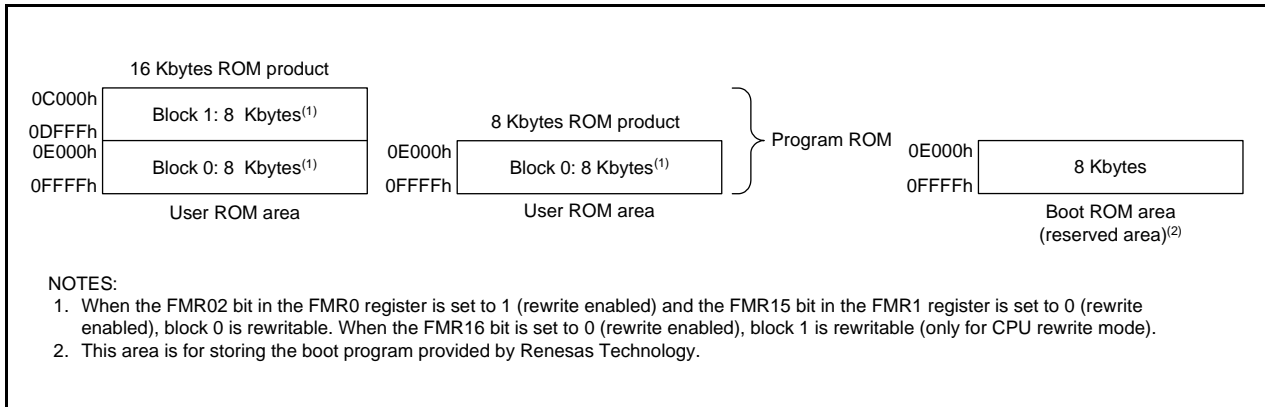 16 Kbytes ROM product
0C000h
Block 1: 8 Kbytes(1)
0DFFFh
0E000h
Block 0: 8 Kbytes(1)
0FFFFh
User ROM area
8 Kbytes ROM product
0E000h
Block 0: 8 Kbytes(1)
0FFFFh
User ROM area
Program ROM
0E000h
8 Kbytes
0FFFFh
Boot ROM area
(reserved area)(2)
NOTES:
1. When the FMR02 bit in the FMR0 register is set to 1 (rewrite enabled) and the FMR15 bit in the FMR1 register is set to 0 (rewrite
enabled), block 0 is rewritable. When the FMR16 bit is set to 0 (rewrite enabled), block 1 is rewritable (only for CPU rewrite mode).
2. This area is for storing the boot program provided by Renesas Technology.